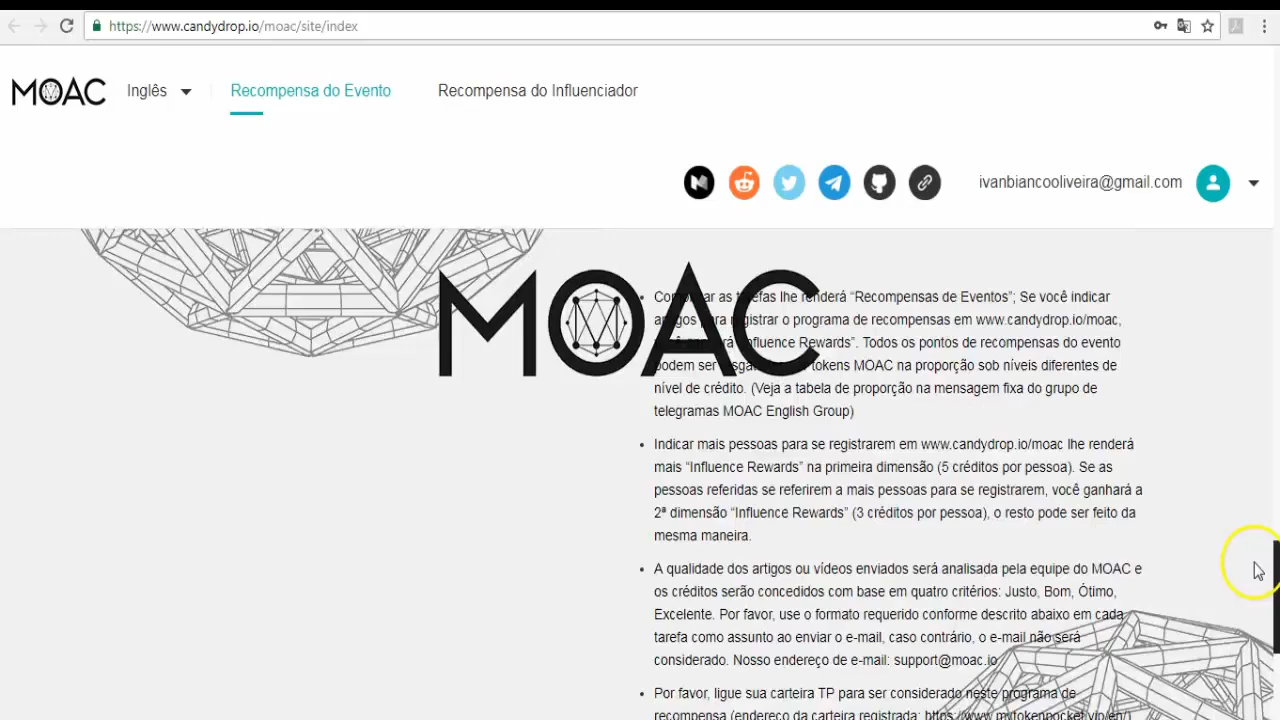 https://www.candydrop.io/moac/site/index
MOAC Inglês Recompensa do Evento Recompensa do Influenciador
ivanbiancooliveira@gmail.com
MOAC
as lhe renderá “Recompensas de Eventos”; Se você indicar
registrar o programa de recompensas em www.candydrop.io/moac,
Rewards”. Todos os pontos de recompensas do evento
podem ser tokens MOAC na proporção sob níveis diferentes de
nível de crédito. (Veja a tabela de proporção na mensagem fixa do grupo de
telegramas MOAC English Group)
Indicar mais pessoas para se registrarem em www.candydrop.io/moac lhe renderá
mais “Influence Rewards” na primeira dimensão (5 créditos por pessoa). Se as
pessoas referidas se referirem a mais pessoas para se registrarem, você ganhará a
2ª dimensão “Influence Rewards” (3 créditos por pessoa), o resto pode ser feito da
mesma maneira.
A qualidade dos artigos ou vídeos enviados será analisada pela equipe do MOAC e
os créditos serão concedidos com base em quatro critérios: Justo, Bom, Ótimo,
Excelente. Por favor, use o formato requerido conforme descrito abaixo em cada
tarefa como assunto ao enviar o e-mail, caso contrário, o e-mail não será
considerado. Nosso endereço de e-mail: support@moac.io
Por favor, ligue sua carteira TP para ser considerado neste programa de
recompensa (endereço da carteira registrada: https://www.mytokenpocket.vip/en/)